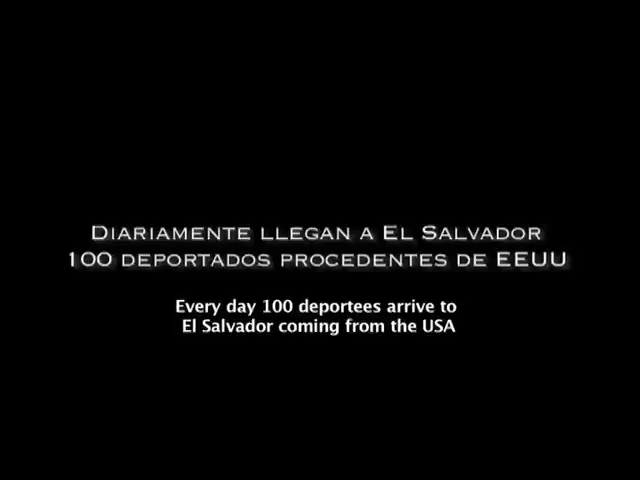 Diariamente llegan a El Salvador
100 deportados procedentes de EEUU
Every day 100 deportees arrive to
El Salvador coming from the USA